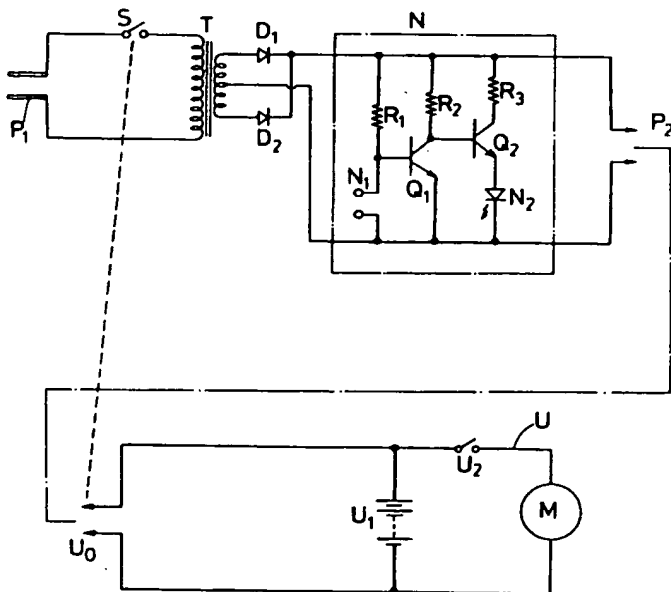 S
T
D₁
N
P₁
D₂
R₁
R₂
R₃
P₂
N₁
Q₁
Q₂
N₂
U
U₂
U₁
M
U₀